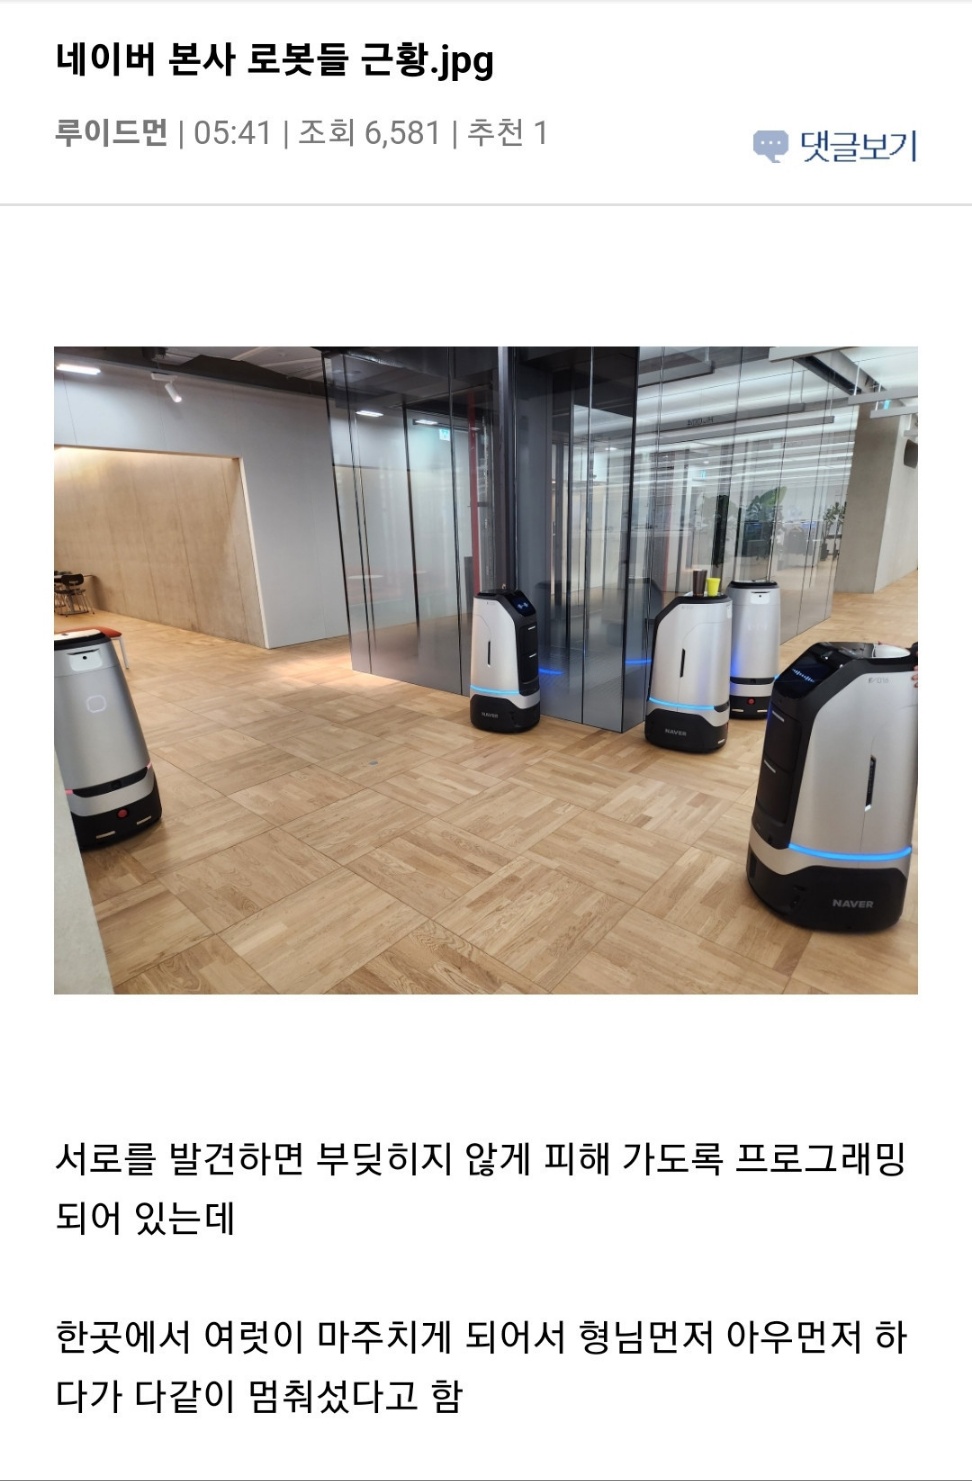 네이버 본사 로봇들 근황.jpg
루이드먼 | 05:41 | 조회 6,581 | 추천 1
댓글보기
NAVER
NAVER
NAVER
서로를 발견하면 부딪히지 않게 피해 가도록 프로그래밍
되어 있는데
한곳에서 여럿이 마주치게 되어서 형님먼저 아우먼저 하
다가 다같이 멈춰섰다고 함